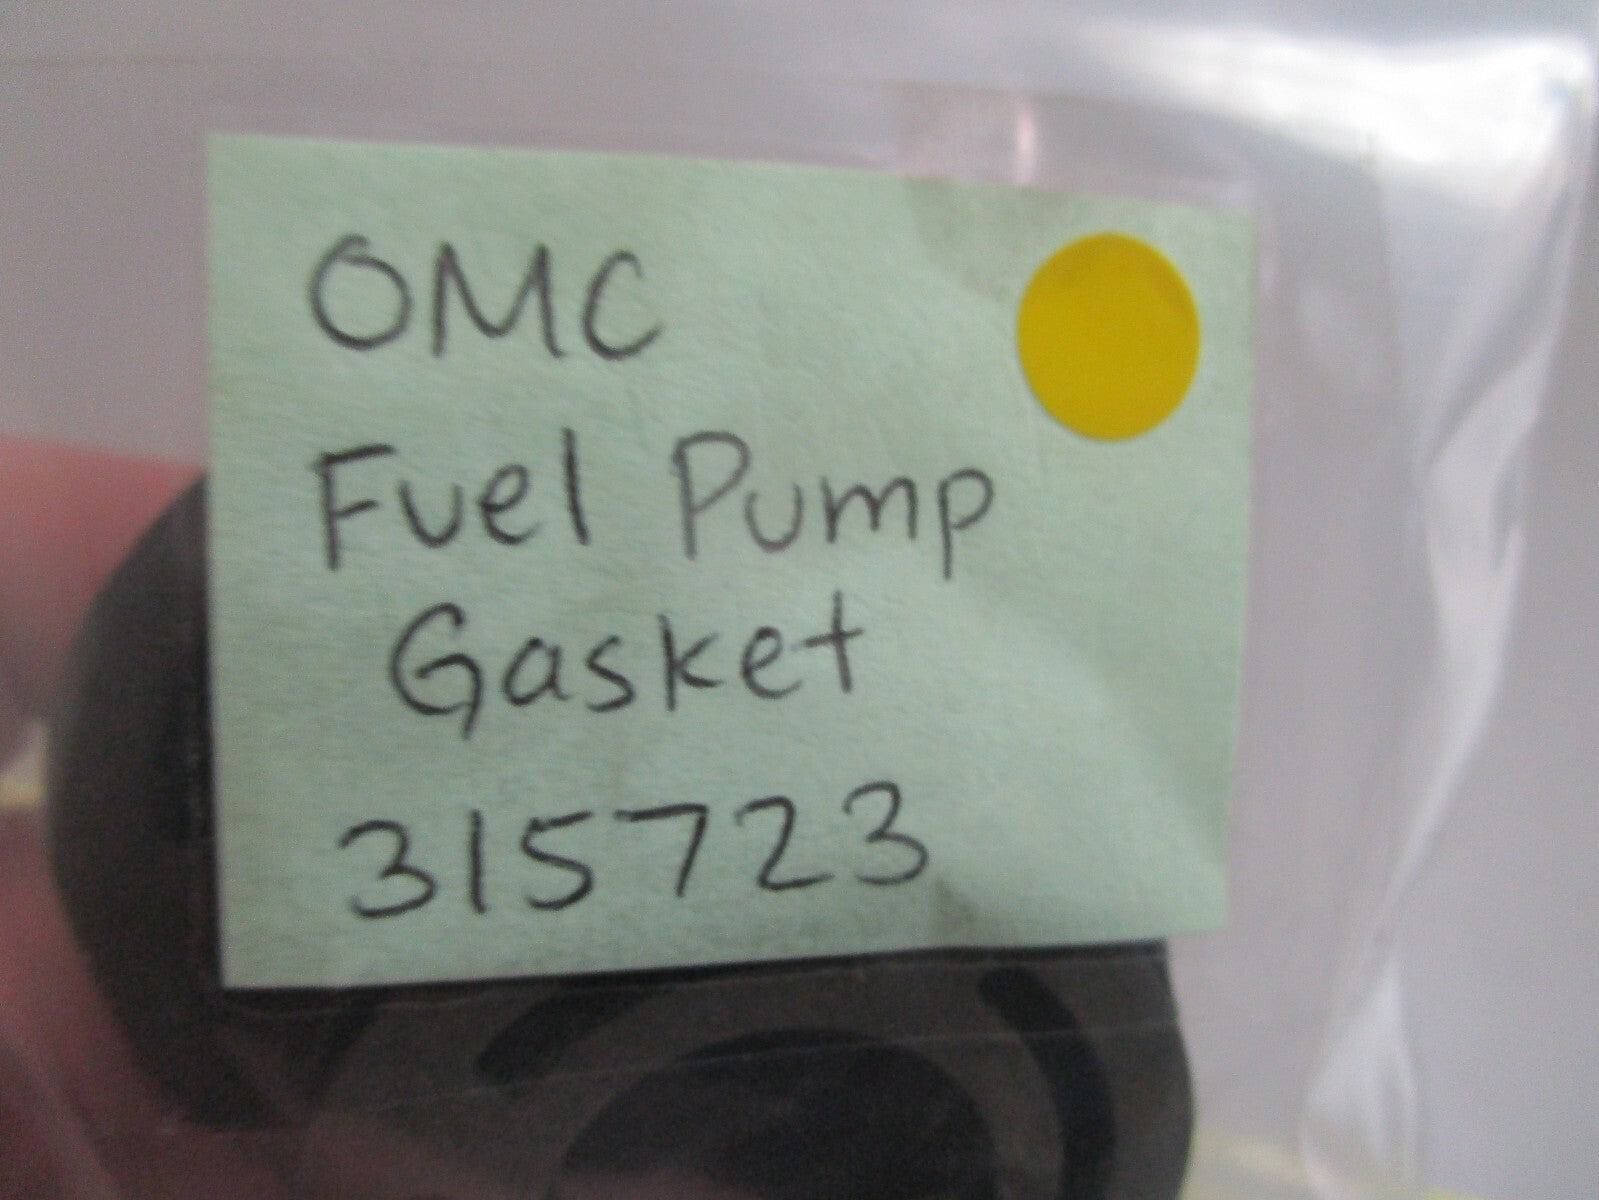 OMC
Fuel Pump
Gasket
315723